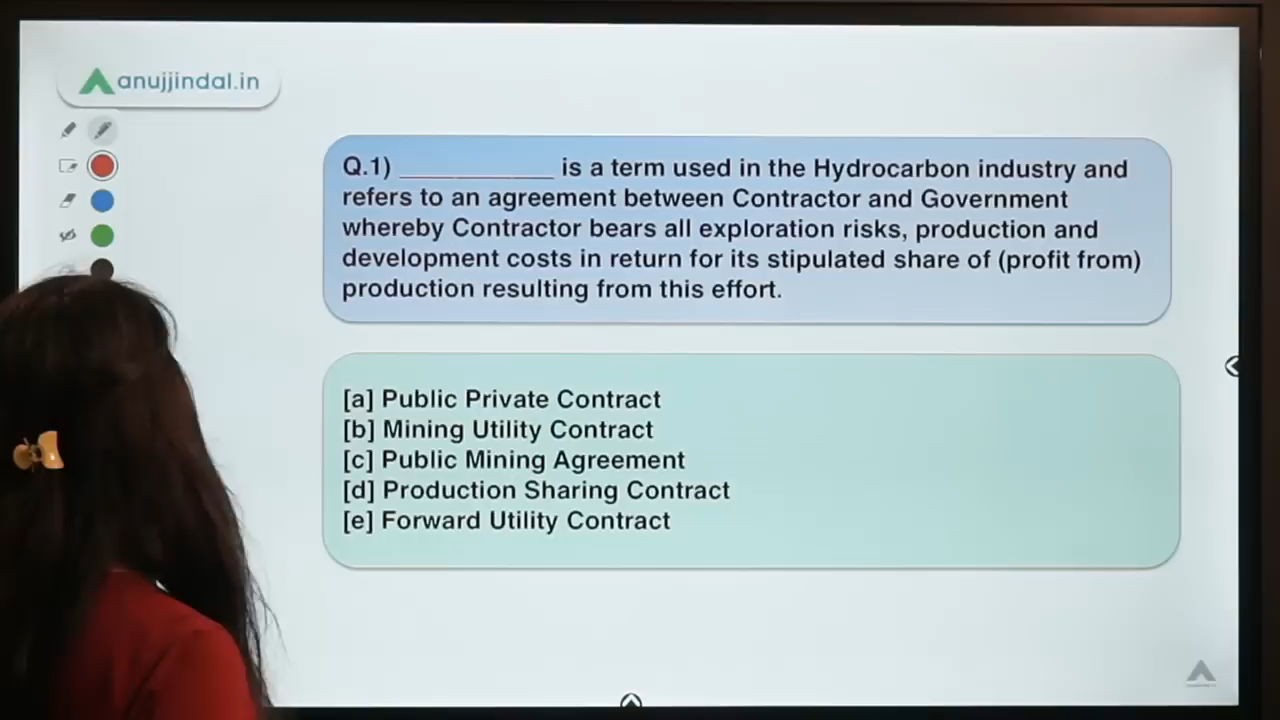 anujjindal.in
Q.1) ____________ is a term used in the Hydrocarbon industry and
refers to an agreement between Contractor and Government
whereby Contractor bears all exploration risks, production and
development costs in return for its stipulated share of (profit from)
production resulting from this effort.
[a] Public Private Contract
[b] Mining Utility Contract
[c] Public Mining Agreement
[d] Production Sharing Contract
[e] Forward Utility Contract